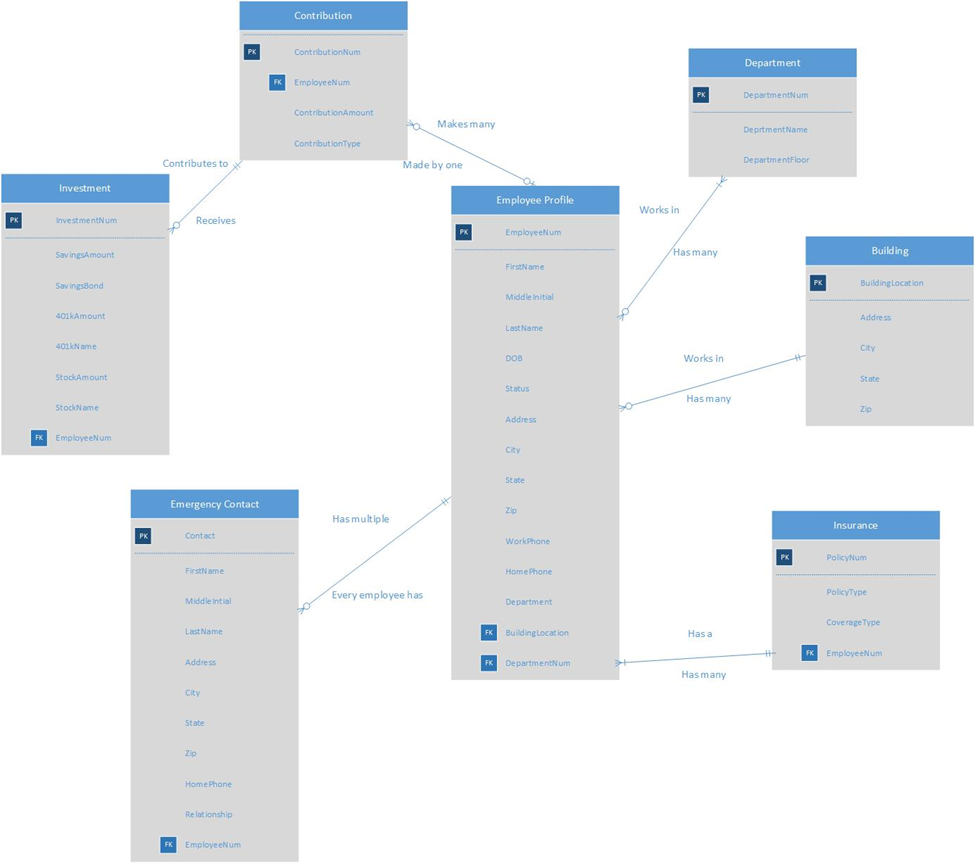 Contribution
PK ContributionNum
FK EmployeeNum
ContributionAmount
ContributionType
Department
PK DepartmentNum
DeprtmentName
DepartmentFloor
Makes many
Made by one
Contributes to
Receives
Investment
PK InvestmentNum
SavingsAmount
SavingsBond
401kAmount
401kName
StockAmount
StockName
FK EmployeeNum
Employee Profile
PK EmployeeNum
FirstName
MiddleInitial
LastName
DOB
Status
Address
City
State
Zip
WorkPhone
HomePhone
Department
FK BuildingLocation
FK DepartmentNum
Works in
Has many
Building
PK BuildingLocation
Address
City
State
Zip
Works in
Has many
Emergency Contact
PK Contact
FirstName
MiddleIntial
LastName
Address
City
State
Zip
HomePhone
Relationship
FK EmployeeNum
Has multiple
Every employee has
Insurance
PK PolicyNum
PolicyType
CoverageType
FK EmployeeNum
Has a
Has many